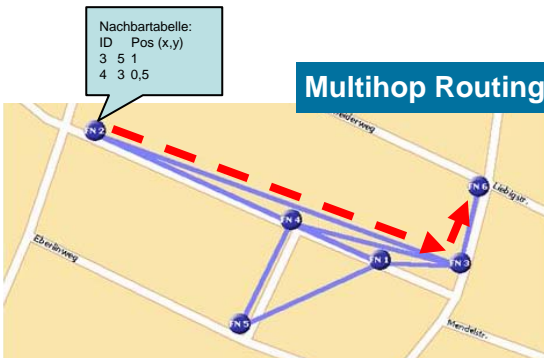 Nachbartabelle:
ID Pos (x,y)
3 5 1
4 3 0,5
Multihop Routing
FN 2
FN 6
Liebigstr.
FN 4
Eberlinweg
FN 1
FN 3
FN 5
Mendelstr.